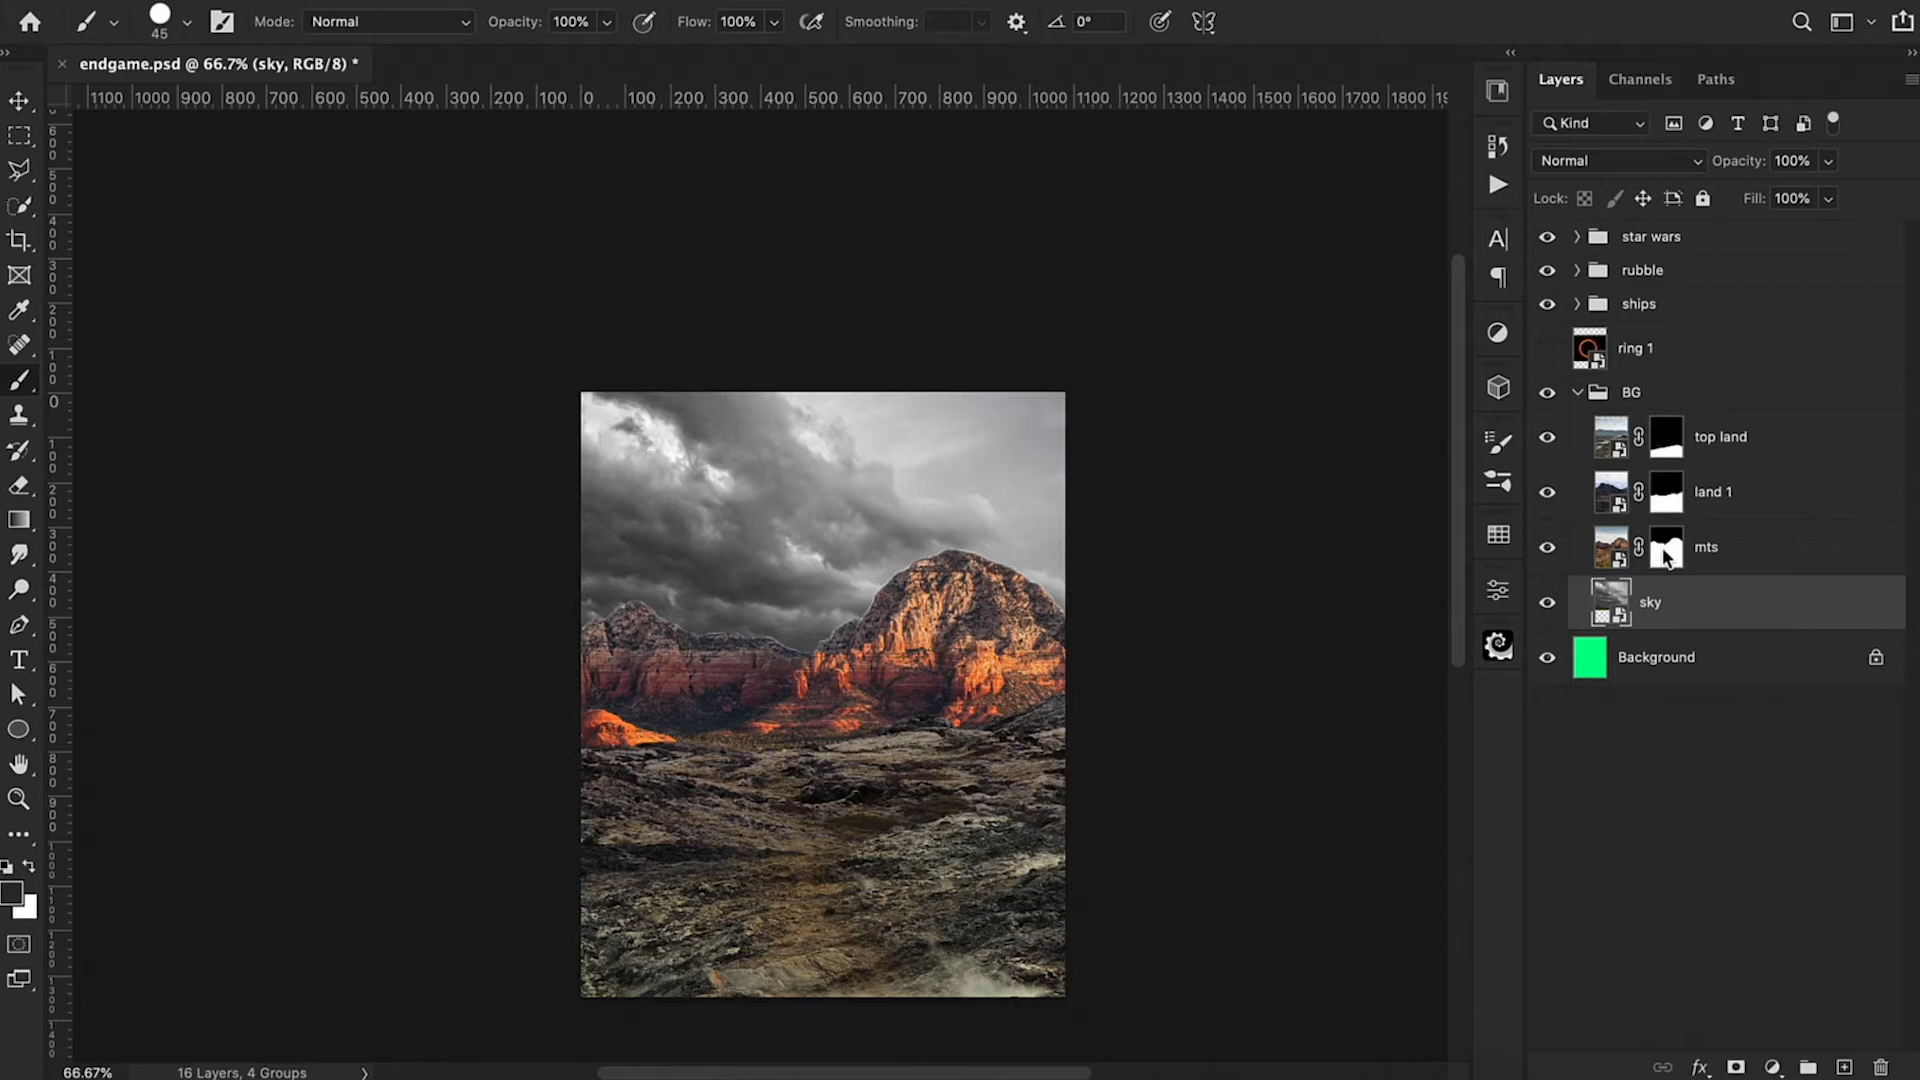 45
Mode: Normal
Opacity: 100%
Flow: 100%
Smoothing:
0°
endgame.psd @ 66.7% (sky, RGB/8) *
1100 1000 900 800 700 600 500 400 300 200 100 0 100 200 300 400 500 600 700 800 900 1000 1100 1200 1300 1400 1500 1600 1700 1800
Layers Channels Paths
Kind
Normal Opacity: 100%
Lock: Fill: 100%
star wars
rubble
ships
ring 1
BG
top land
land 1
mts
sky
Background
66.67% 16 Layers, 4 Groups